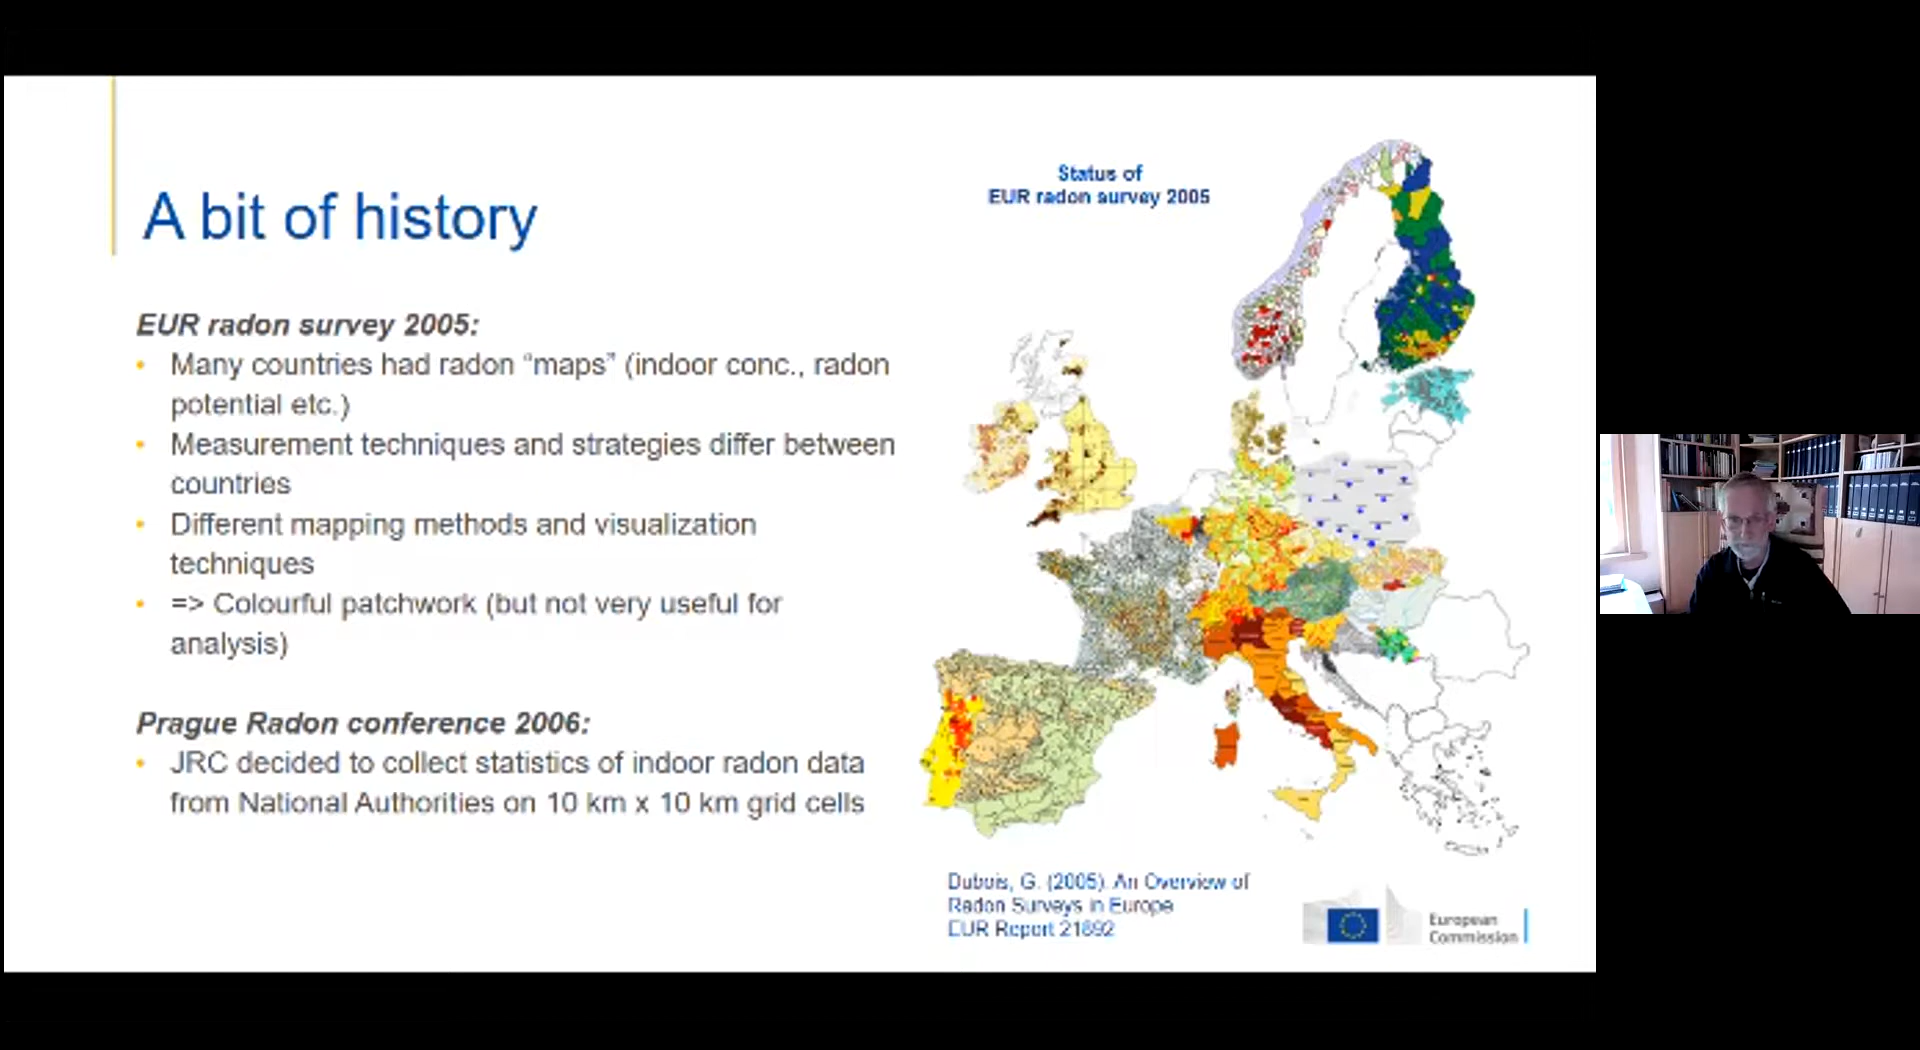 A bit of history
EUR radon survey 2005:
• Many countries had radon “maps” (indoor conc., radon
potential etc.)
• Measurement techniques and strategies differ between
countries
• Different mapping methods and visualization
techniques
• => Colourful patchwork (but not very useful for
analysis)
Prague Radon conference 2006:
• JRC decided to collect statistics of indoor radon data
from National Authorities on 10 km x 10 km grid cells
Status of
EUR radon survey 2005
Dubois, G. (2005). An Overview of
Radon Surveys in Europe
EUR Report 21892
European
Commission